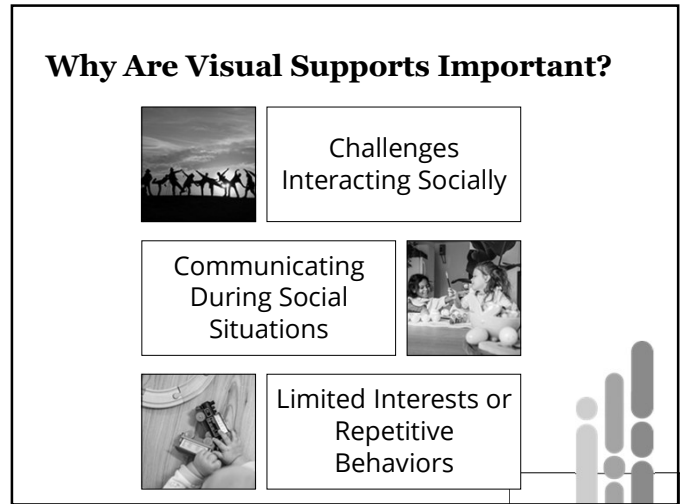 Why Are Visual Supports Important?
Challenges
Interacting Socially
Communicating
During Social
Situations
Limited Interests or
Repetitive
Behaviors